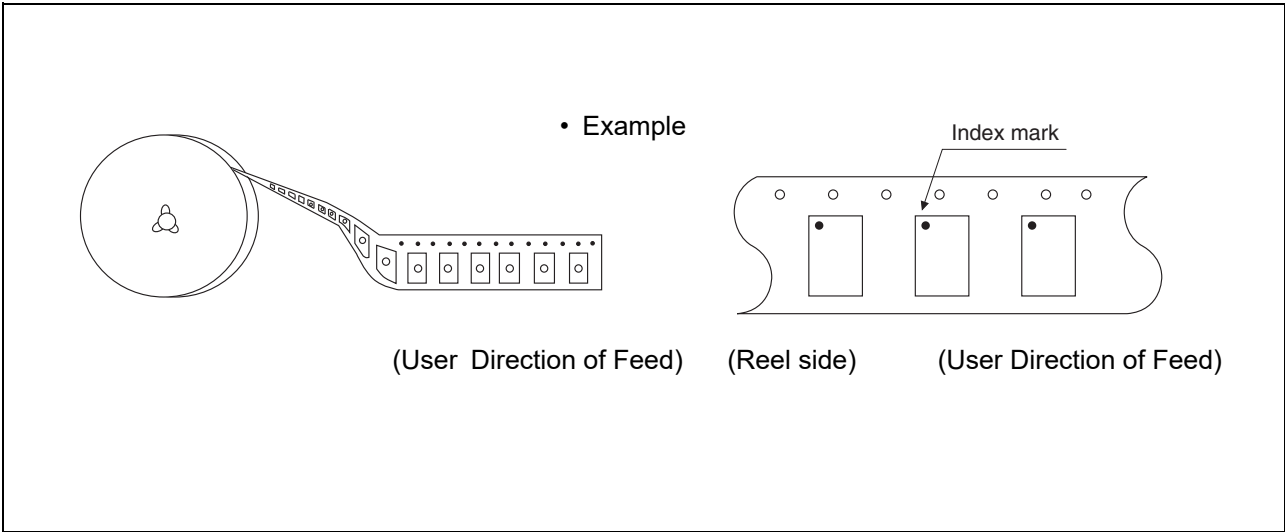 • Example
Index mark
(User Direction of Feed)
(Reel side)
(User Direction of Feed)